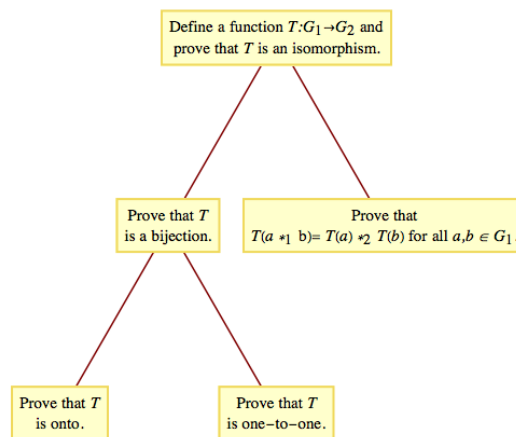 Define a function T:G₁→G₂ and
prove that T is an isomorphism.
Prove that T
is a bijection.
Prove that
T(a *₁ b)= T(a) *₂ T(b) for all a,b ∈ G₁.
Prove that T
is onto.
Prove that T
is one-to-one.